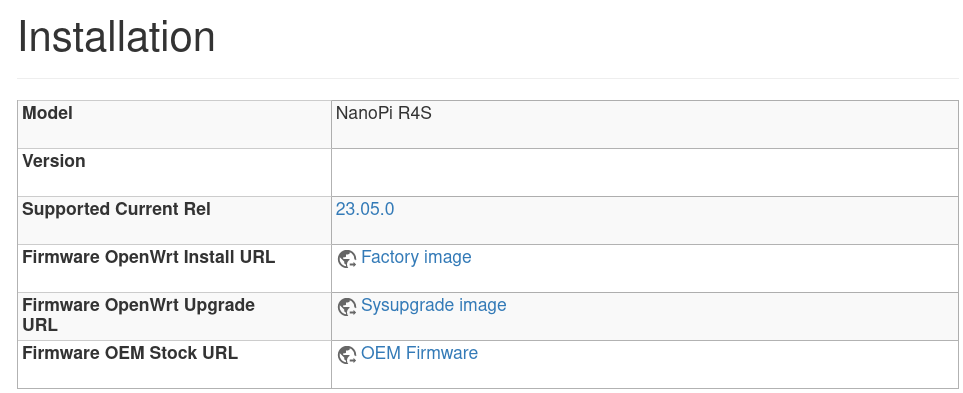 Installation
Model NanoPi R4S
Version
Supported Current Rel 23.05.0
Firmware OpenWrt Install URL Factory image
Firmware OpenWrt Upgrade Sysupgrade image
URL
Firmware OEM Stock URL OEM Firmware